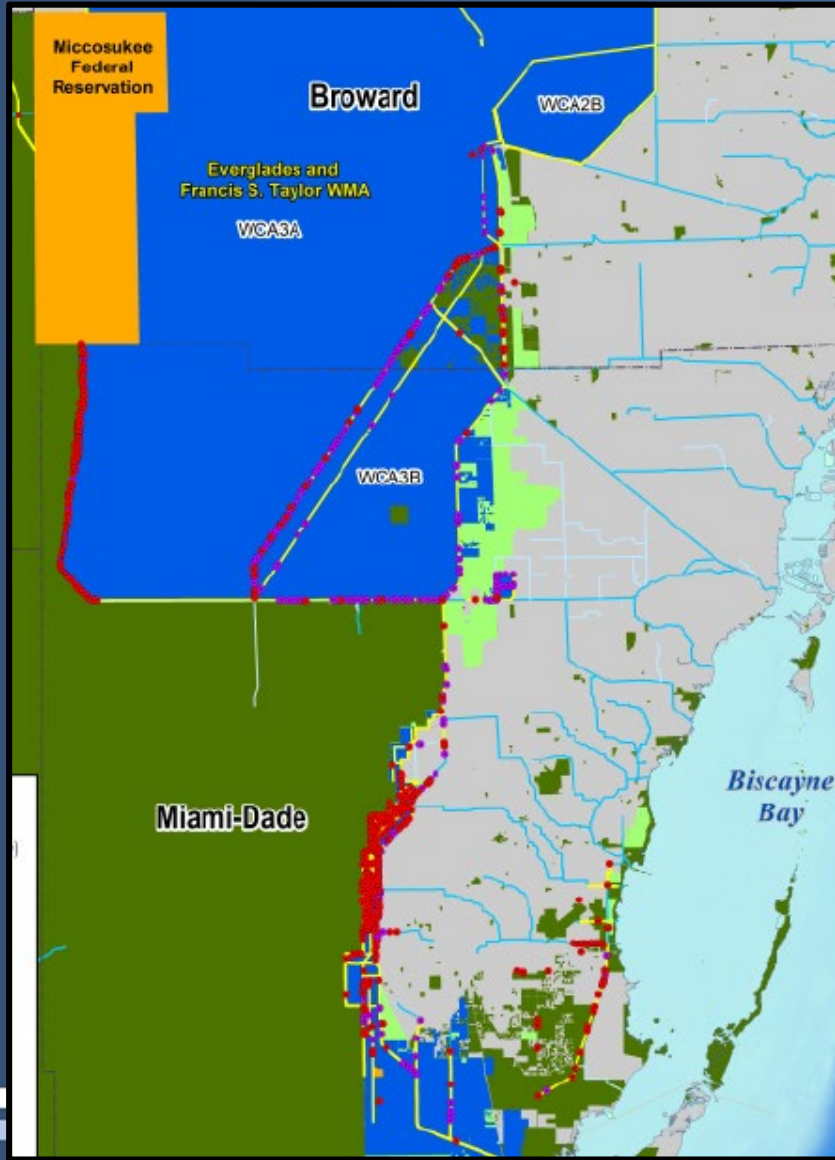 Miccosukee
Federal
Reservation
Broward
WCA2B
Everglades and
Francis S. Taylor WMA
WCA3A
WCA3B
Biscayne
Bay
Miami-Dade
)